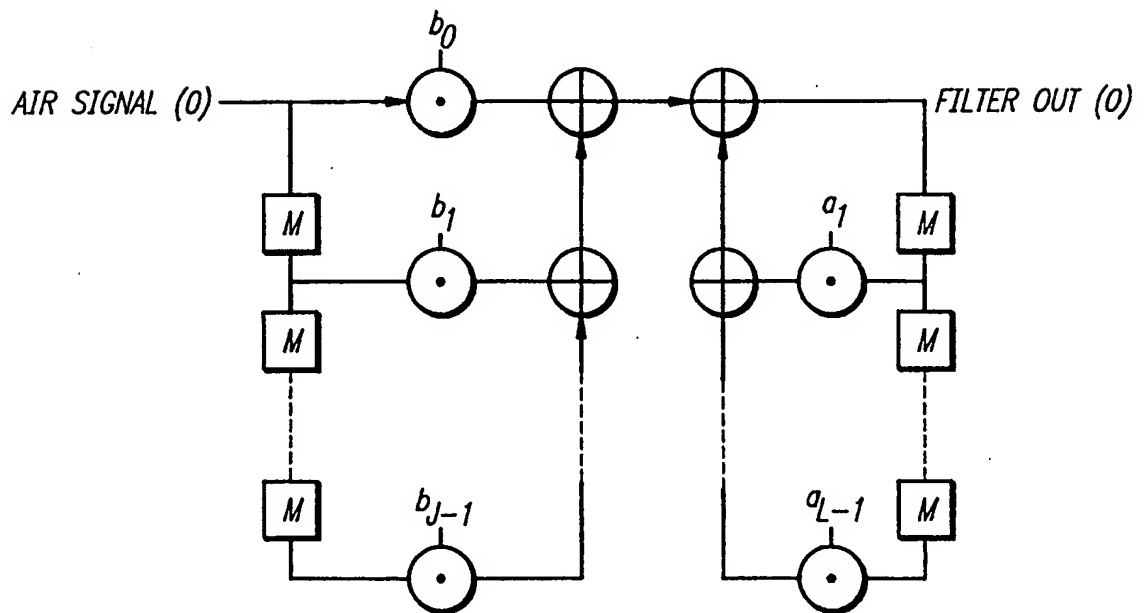 b0
AIR SIGNAL (0)
FILTER OUT (0)
M
b1
a1
M
M
M
M
bJ-1
aL-1
M